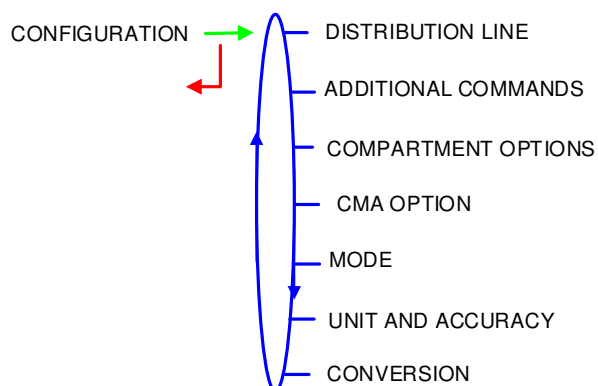 CONFIGURATION
DISTRIBUTION LINE
ADDITIONAL COMMANDS
COMPARTMENT OPTIONS
CMA OPTION
MODE
UNIT AND ACCURACY
CONVERSION